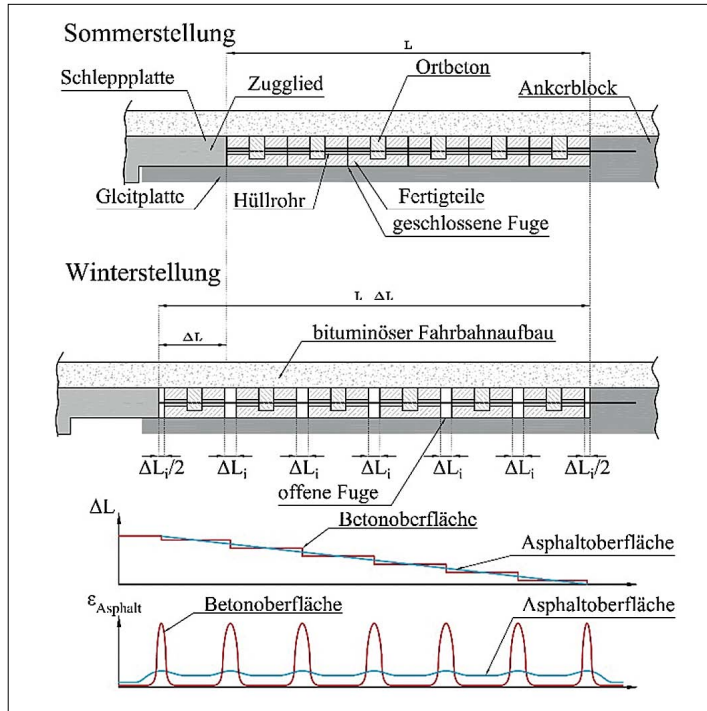 Sommerstellung
L
Schleppplatte
Zugglied
Ortbeton
Ankerblock
Gleitplatte
Hüllrohr
Fertigteile
geschlossene Fuge
Winterstellung
L ΔL
ΔL
bituminöser Fahrbahnaufbau
ΔLi/2 ΔLi ΔLi ΔLi ΔLi ΔLi ΔLi/2
offene Fuge
ΔL
Betonoberfläche
Asphaltoberfläche
εAsphalt
Betonoberfläche
Asphaltoberfläche